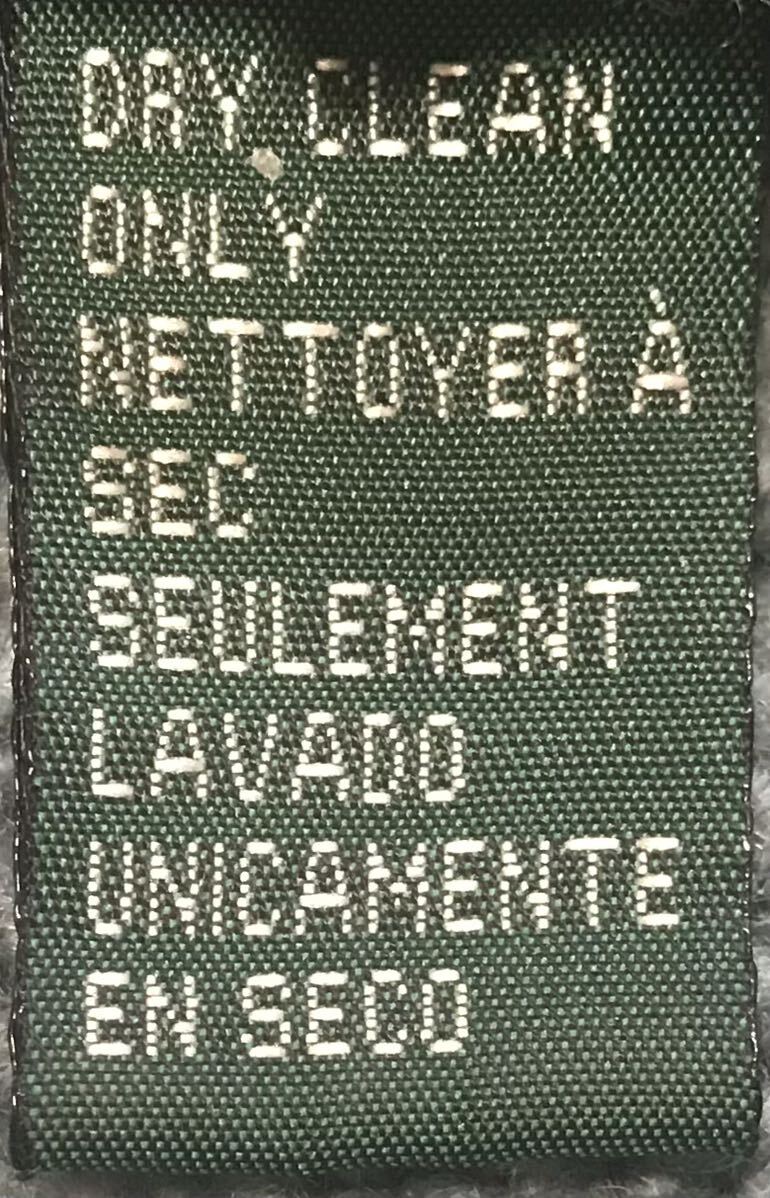 DRY CLEAN
ONLY
NETTOYER À
SEC
SEULEMENT
LAVADO
UNICAMENTE
EN SECO